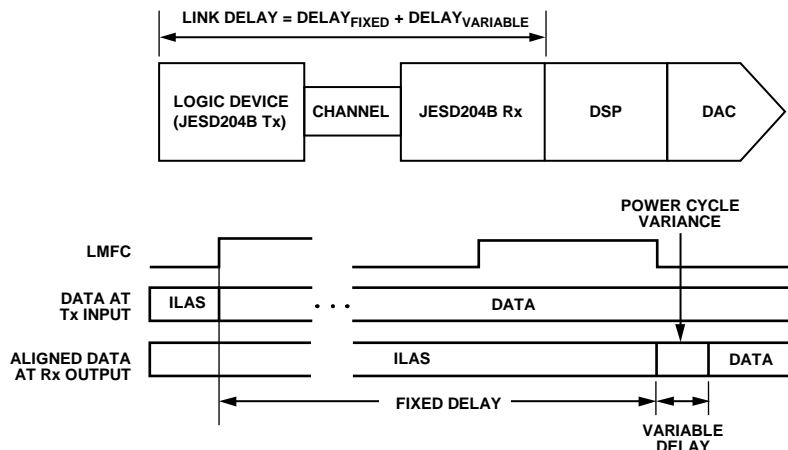 LINK DELAY = DELAYFIXED + DELAYVARIABLE
LOGIC DEVICE
(JESD204B Tx)
CHANNEL
JESD204B Rx
DSP
DAC
POWER CYCLE
VARIANCE
LMFC
DATA AT
Tx INPUT
ILAS
DATA
ALIGNED DATA
AT Rx OUTPUT
ILAS
DATA
FIXED DELAY
VARIABLE
DELAY